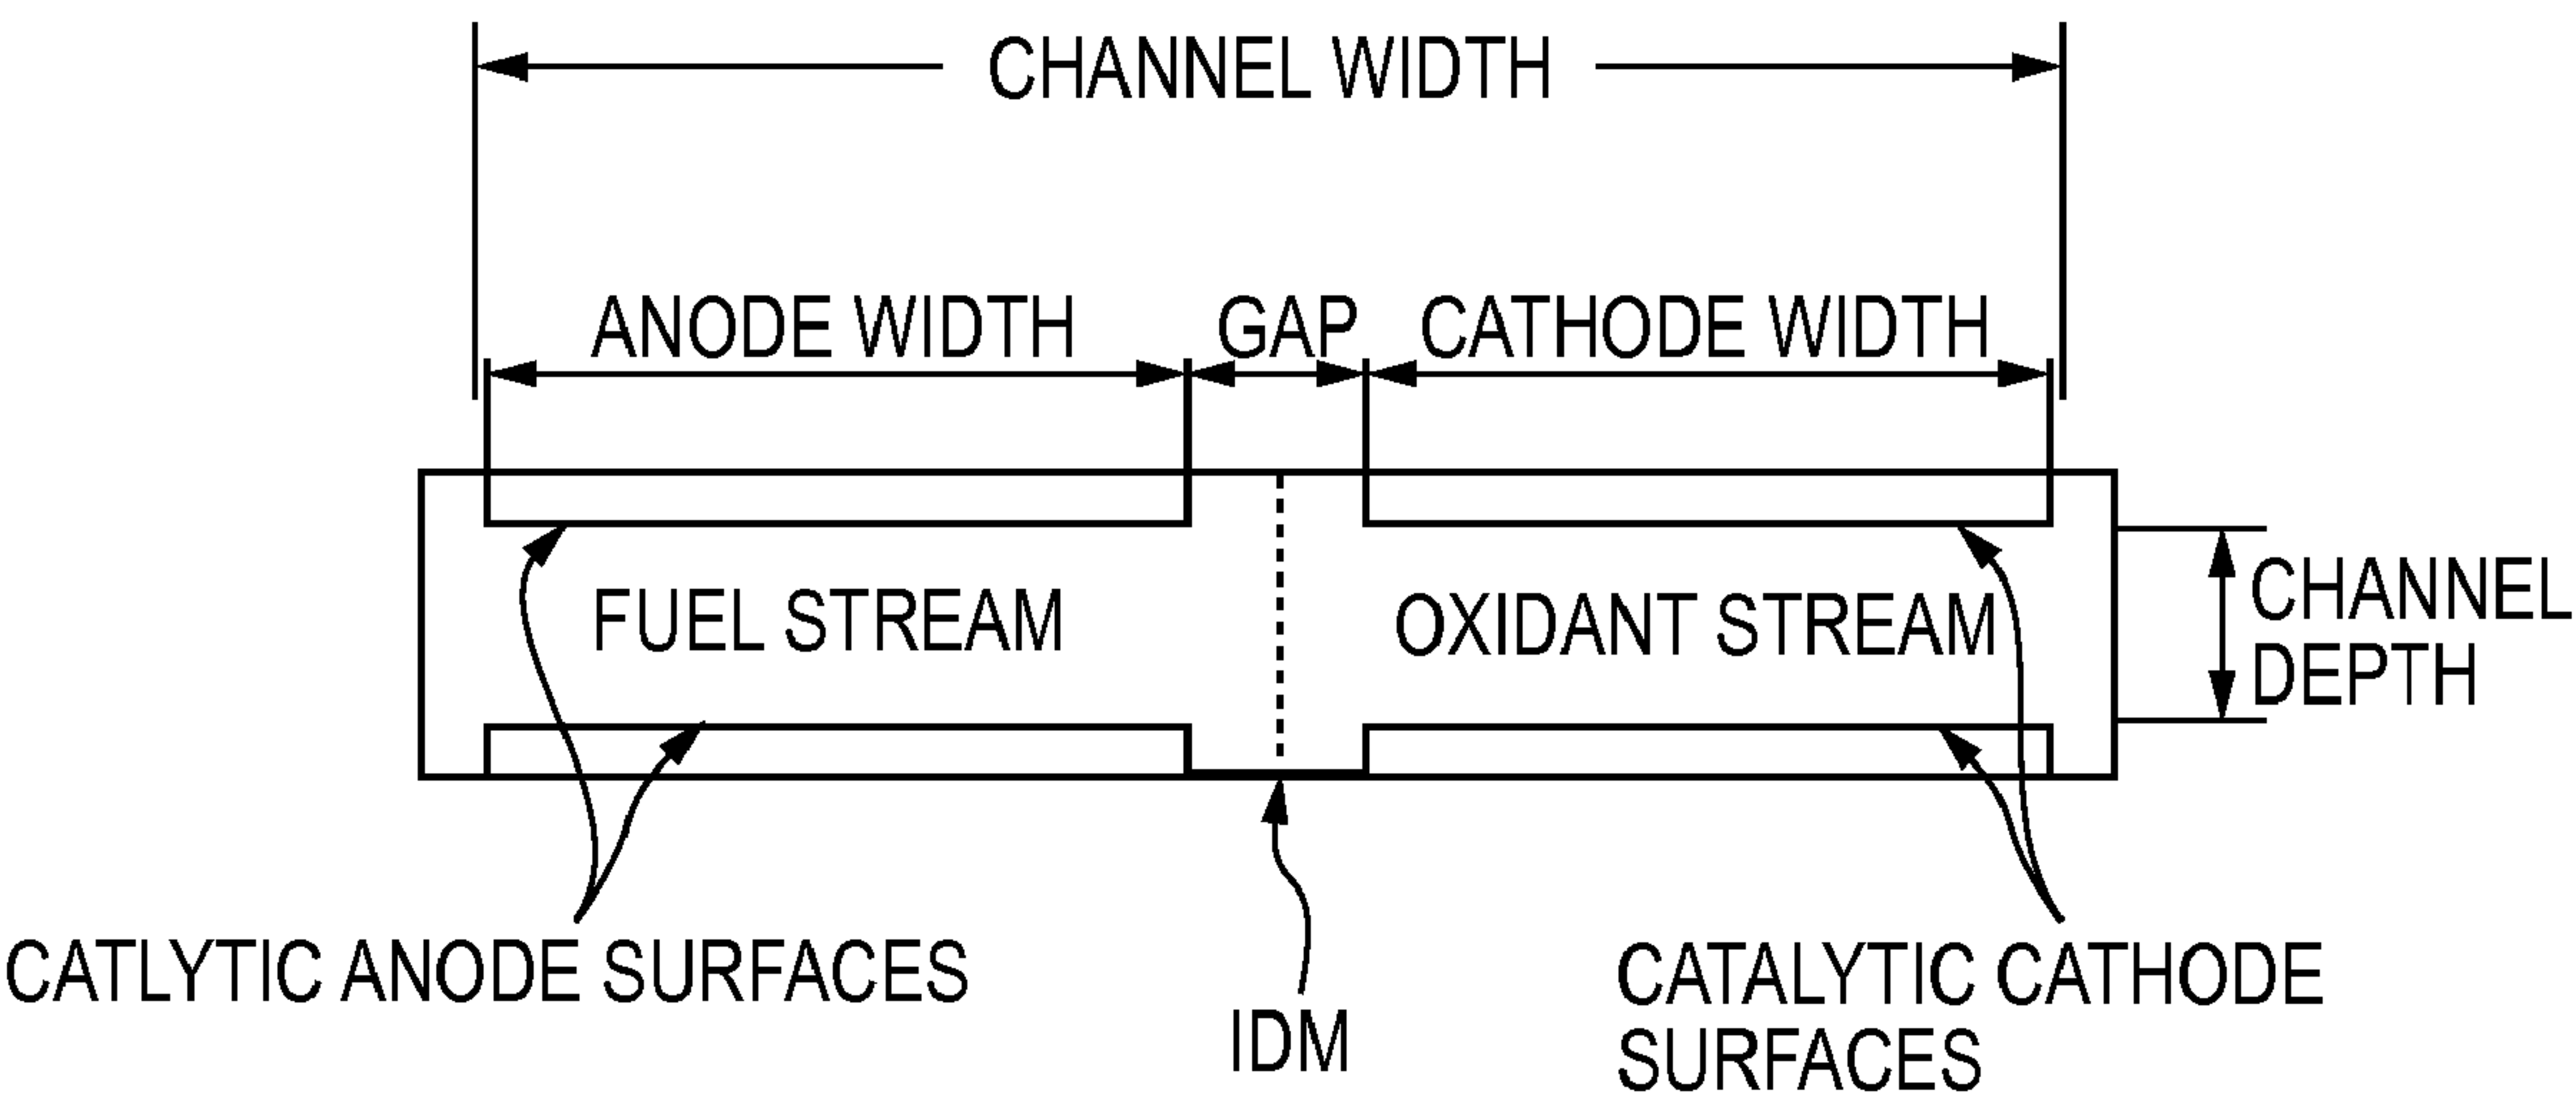 CHANNEL WIDTH
ANODE WIDTH
GAP
CATHODE WIDTH
FUEL STREAM
OXIDANT STREAM
CHANNEL
DEPTH
CATLYTIC ANODE SURFACES
IDM
CATALYTIC CATHODE
SURFACES